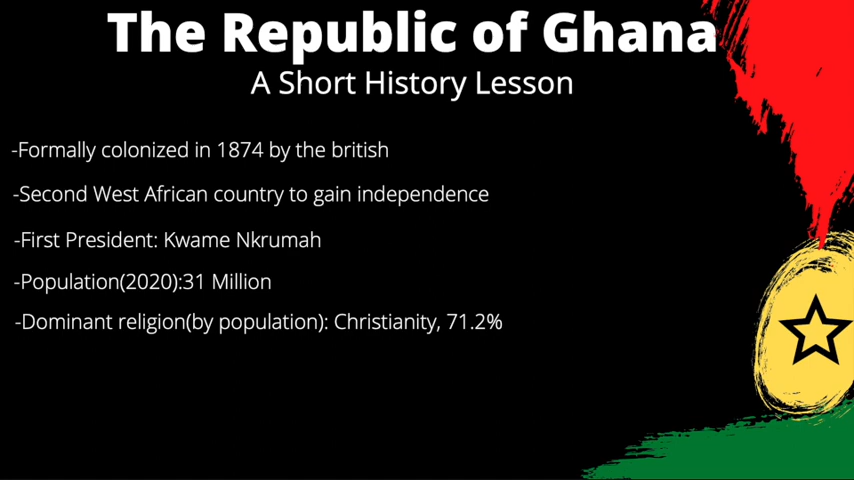 The Republic of Ghana
A Short History Lesson
-Formally colonized in 1874 by the british
-Second West African country to gain independence
-First President: Kwame Nkrumah
-Population(2020):31 Million
-Dominant religion(by population): Christianity, 71.2%